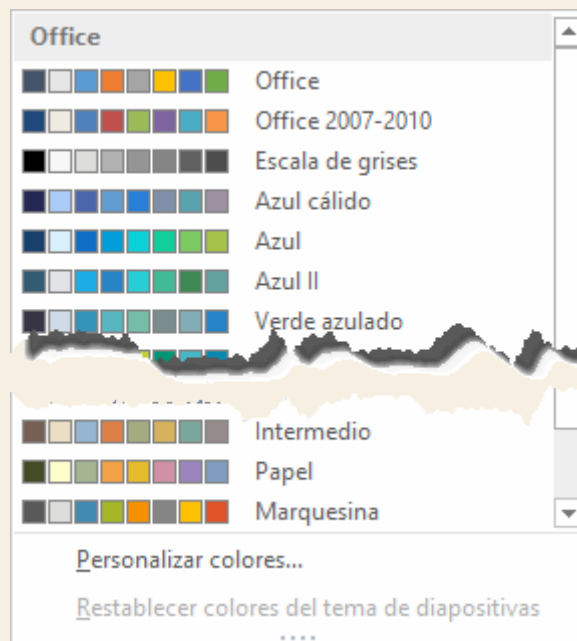 Office
Office
Office 2007-2010
Escala de grises
Azul cálido
Azul
Azul II
Verde azulado
Intermedio
Papel
Marquesina
Personalizar colores...
Restablecer colores del tema de diapositivas